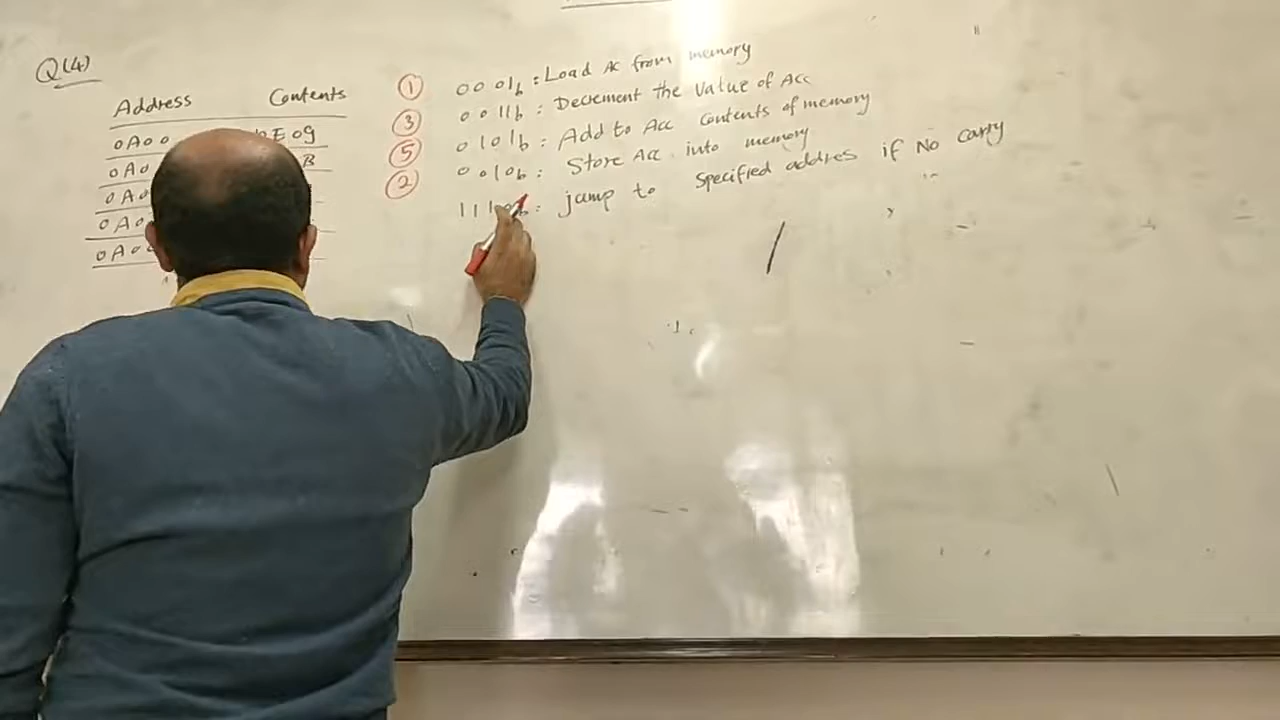 Q(4)
Address Contents
0A00 E09
0A0 B
0A0
0A0
0A0
① 0001b : Load AC from memory
③ 0011b : Decrement the value of Acc
⑤ 0101b : Add to Acc contents of memory
② 0010b : Store Acc into memory
111 b : jump to specified addres if No carry